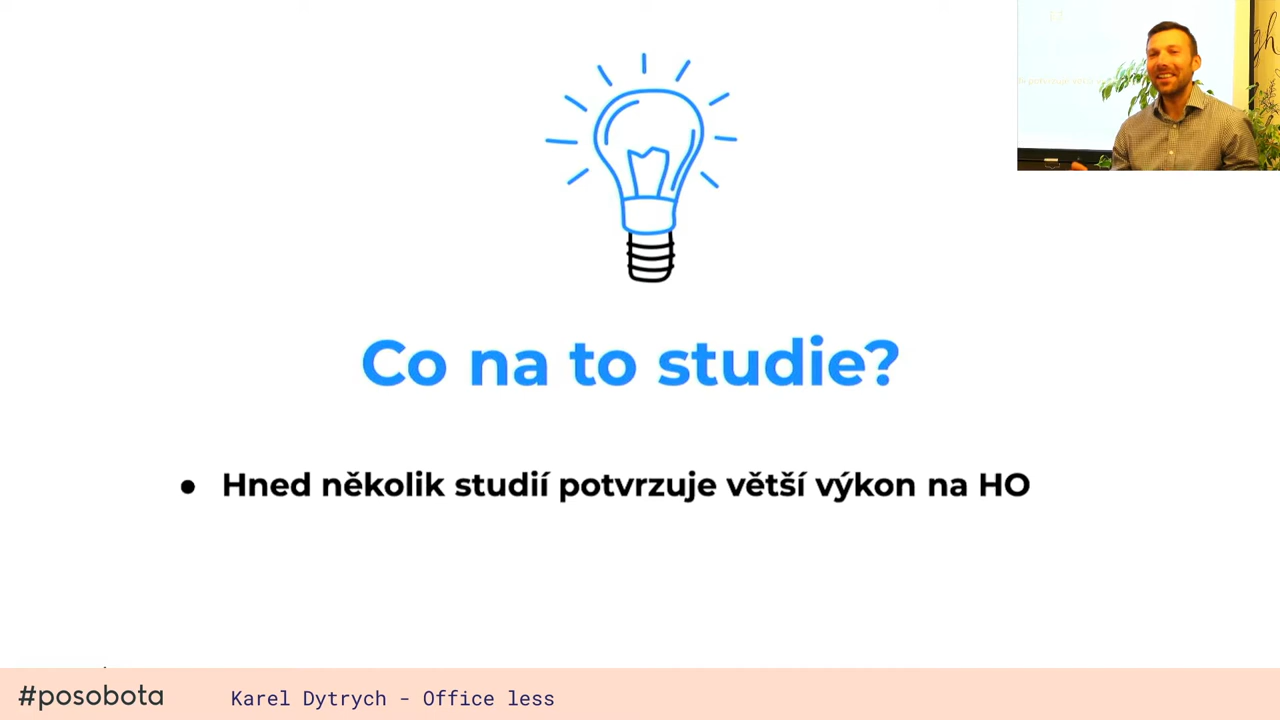 Co na to studie?
● Hned několik studií potvrzuje větší výkon na HO
#posobota
Karel Dytrych - Office less